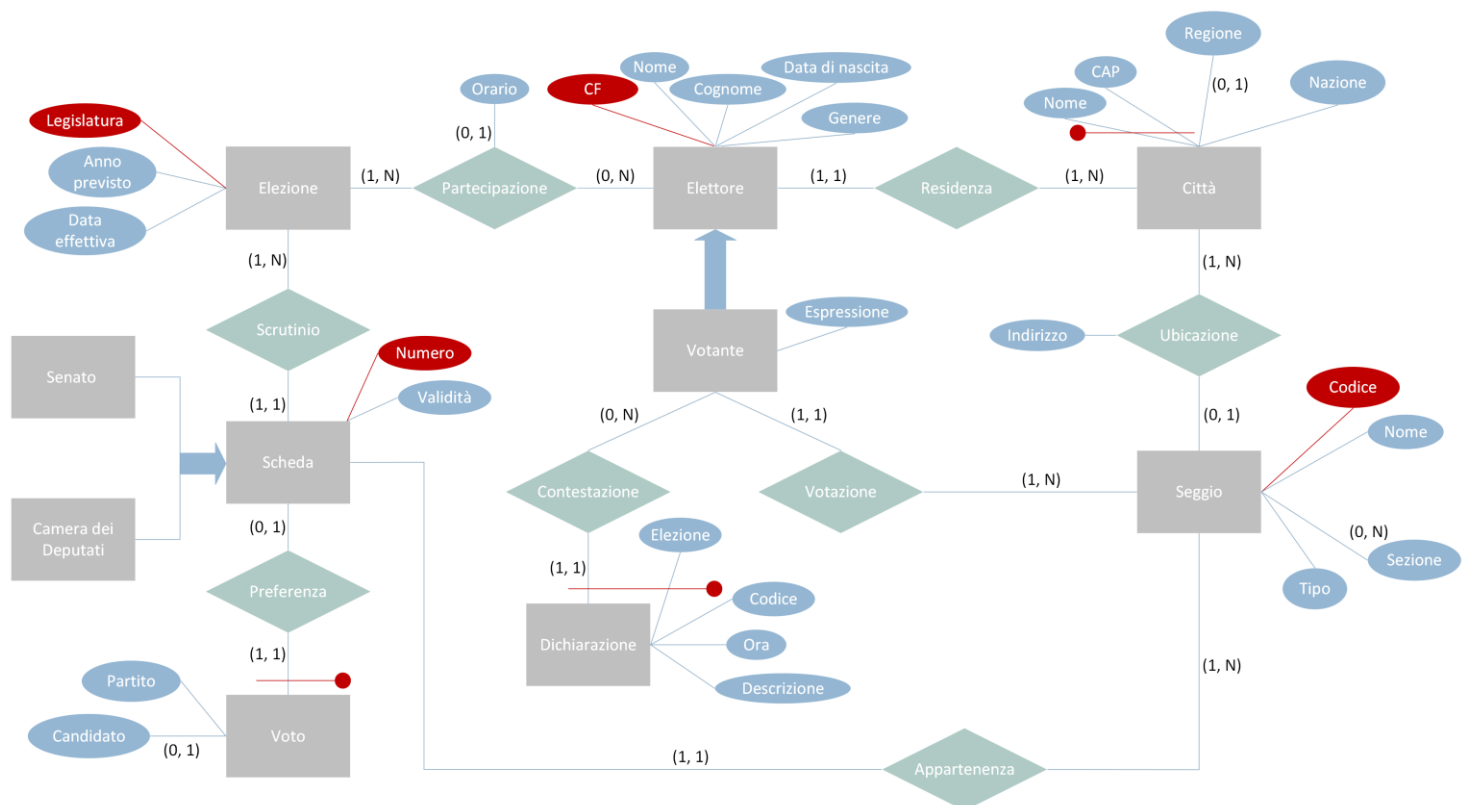 Regione
Nome
Data di nascita
CAP
Orario
CF
Cognome
(0, 1)
Nazione
Nome
Legislatura
Genere
(0, 1)
Anno
previsto
Elezione
(1, N)
Partecipazione
(0, N)
Elettore
(1, 1)
Residenza
(1, N)
Città
Data
effettiva
(1, N)
(1, N)
Espressione
Scrutinio
Votante
Indirizzo
Ubicazione
Numero
Senato
Validità
Codice
(1, 1)
(0, N)
(1, 1)
(0, 1)
Nome
Scheda
Contestazione
Votazione
(1, N)
Seggio
Camera dei
Deputati
(0, 1)
Elezione
(0, N)
Sezione
(1, 1)
Preferenza
Codice
Tipo
Dichiarazione
Ora
(1, 1)
(1, N)
Partito
Descrizione
Candidato
(0, 1)
Voto
(1, 1)
Appartenenza